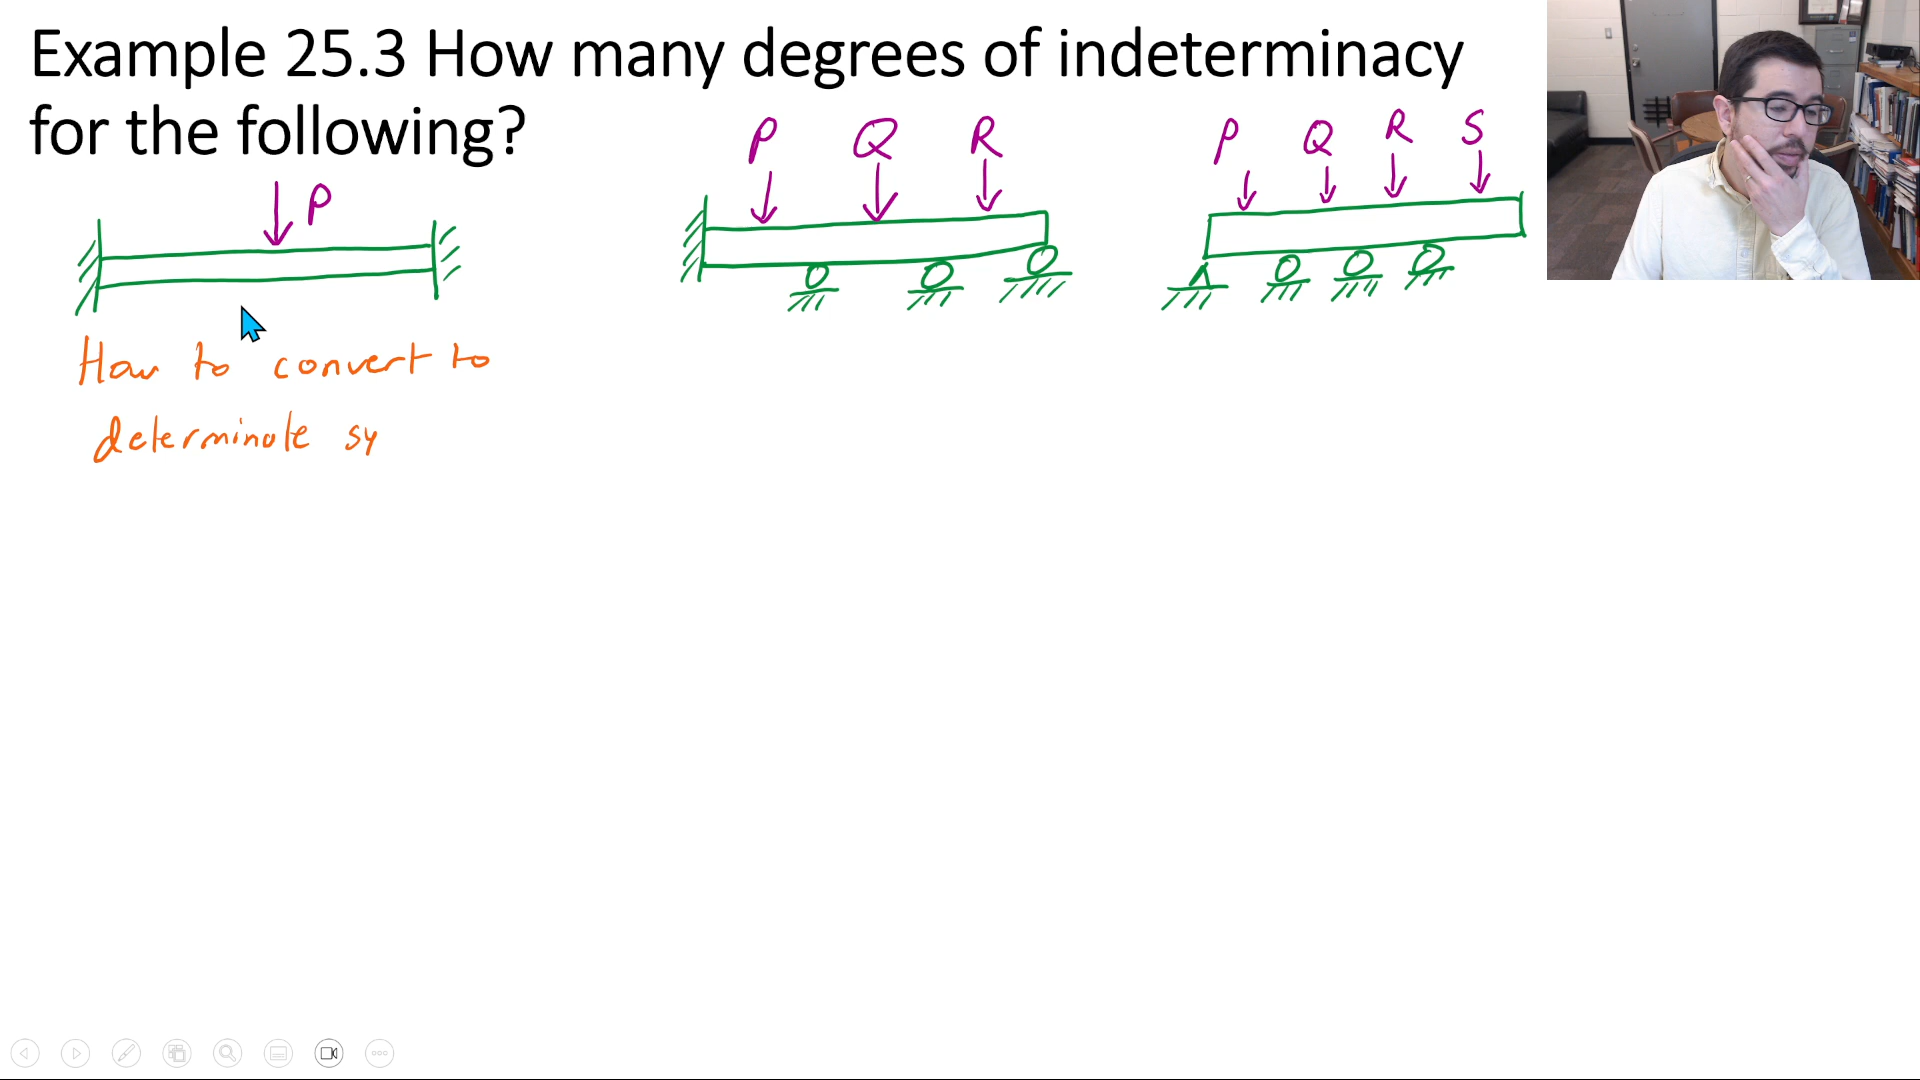 Example 25.3 How many degrees of indeterminacy
for the following?
P
P Q R
P Q R S
How to convert to
determinate sy